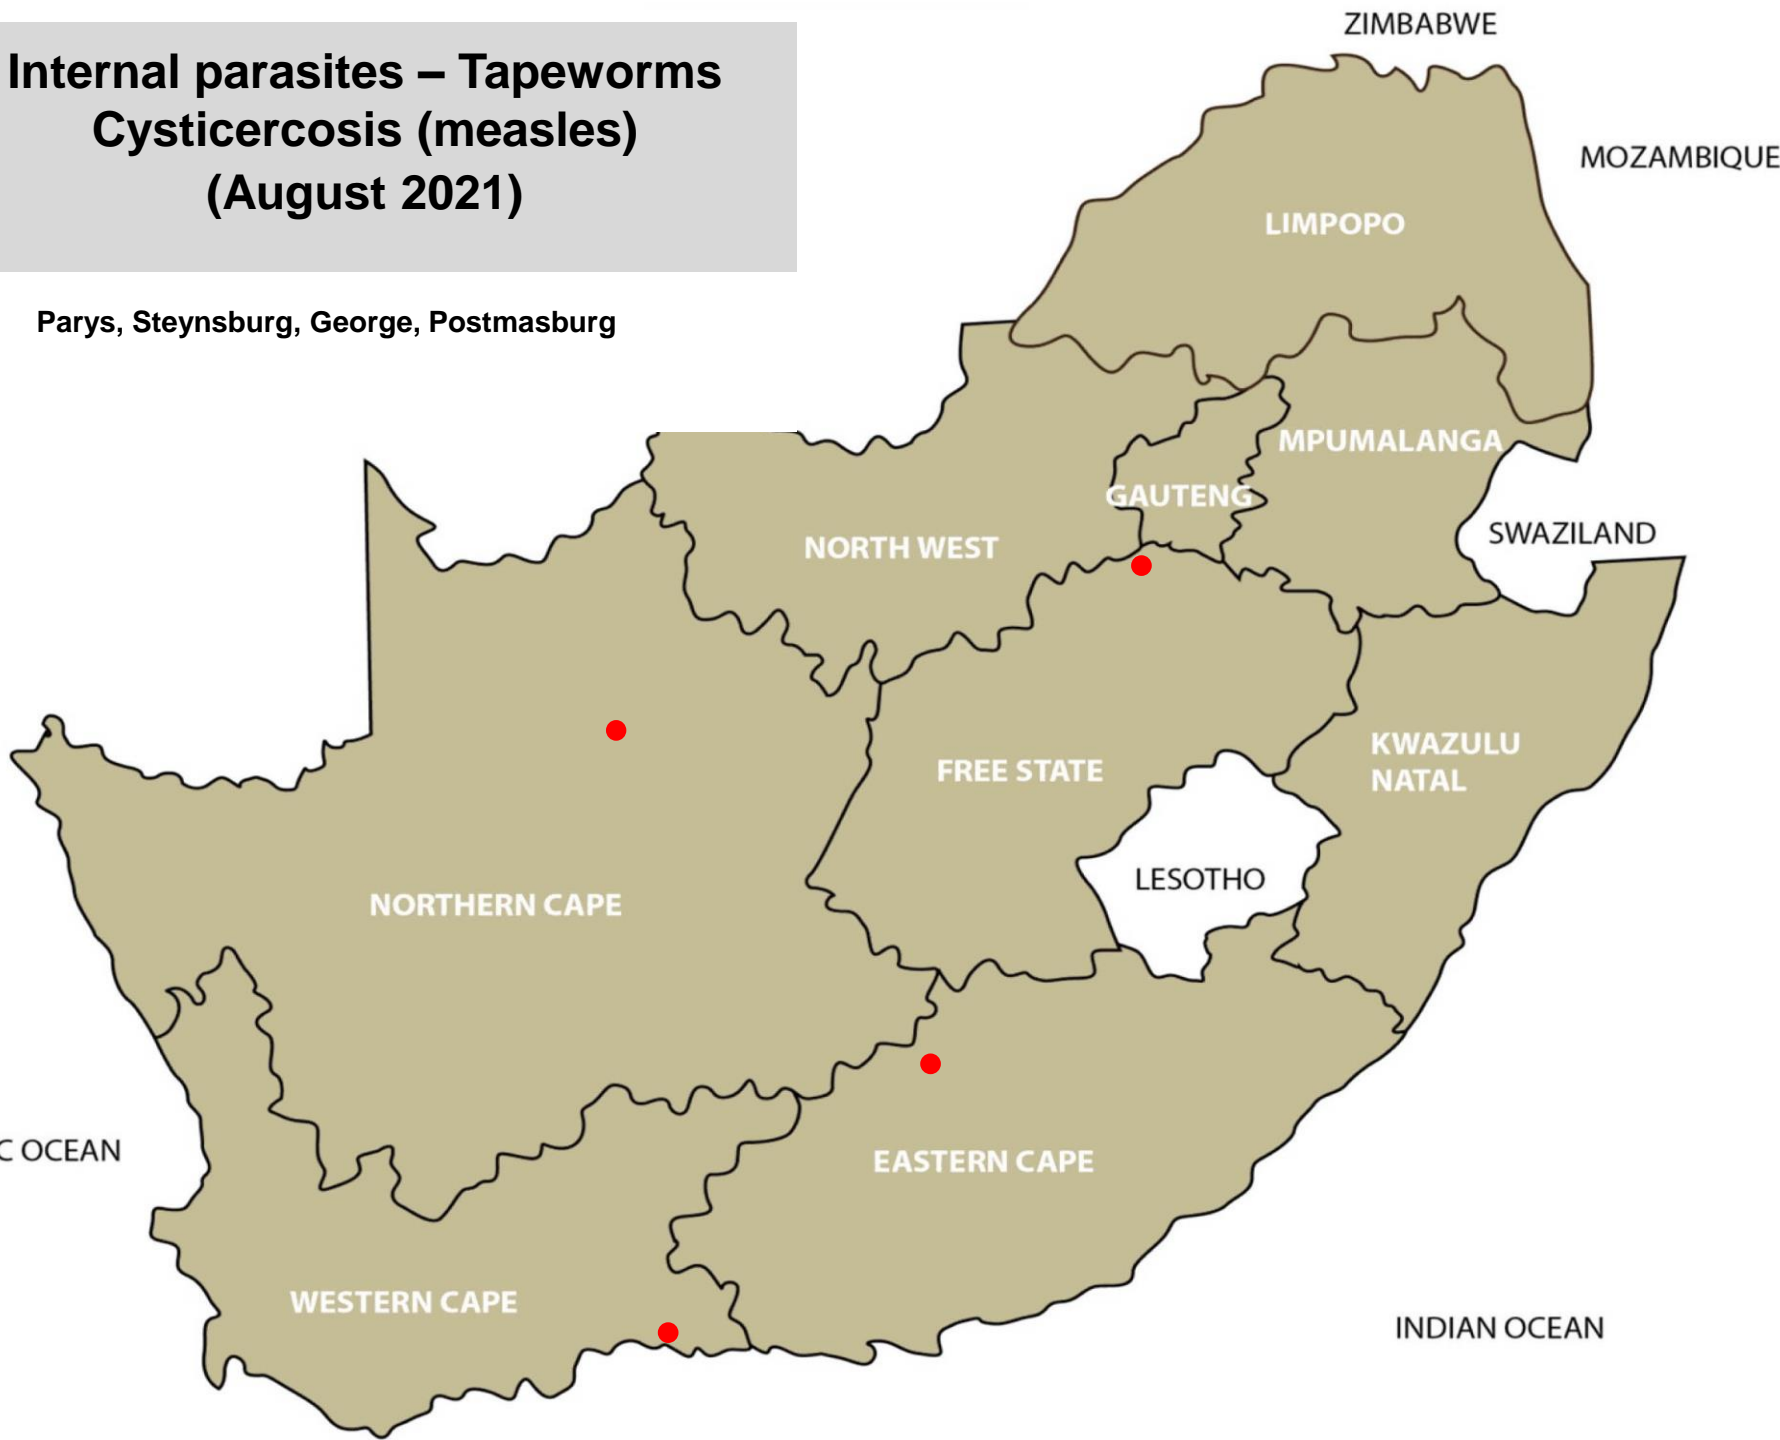 Internal parasites – Tapeworms
Cysticercosis (measles)
(August 2021)
Parys, Steynsburg, George, Postmasburg
ZIMBABWE
MOZAMBIQUE
LIMPOPO
MPUMALANGA
GAUTENG
SWAZILAND
NORTH WEST
KWAZULU
NATAL
FREE STATE
LESOTHO
NORTHERN CAPE
C OCEAN
EASTERN CAPE
WESTERN CAPE
INDIAN OCEAN